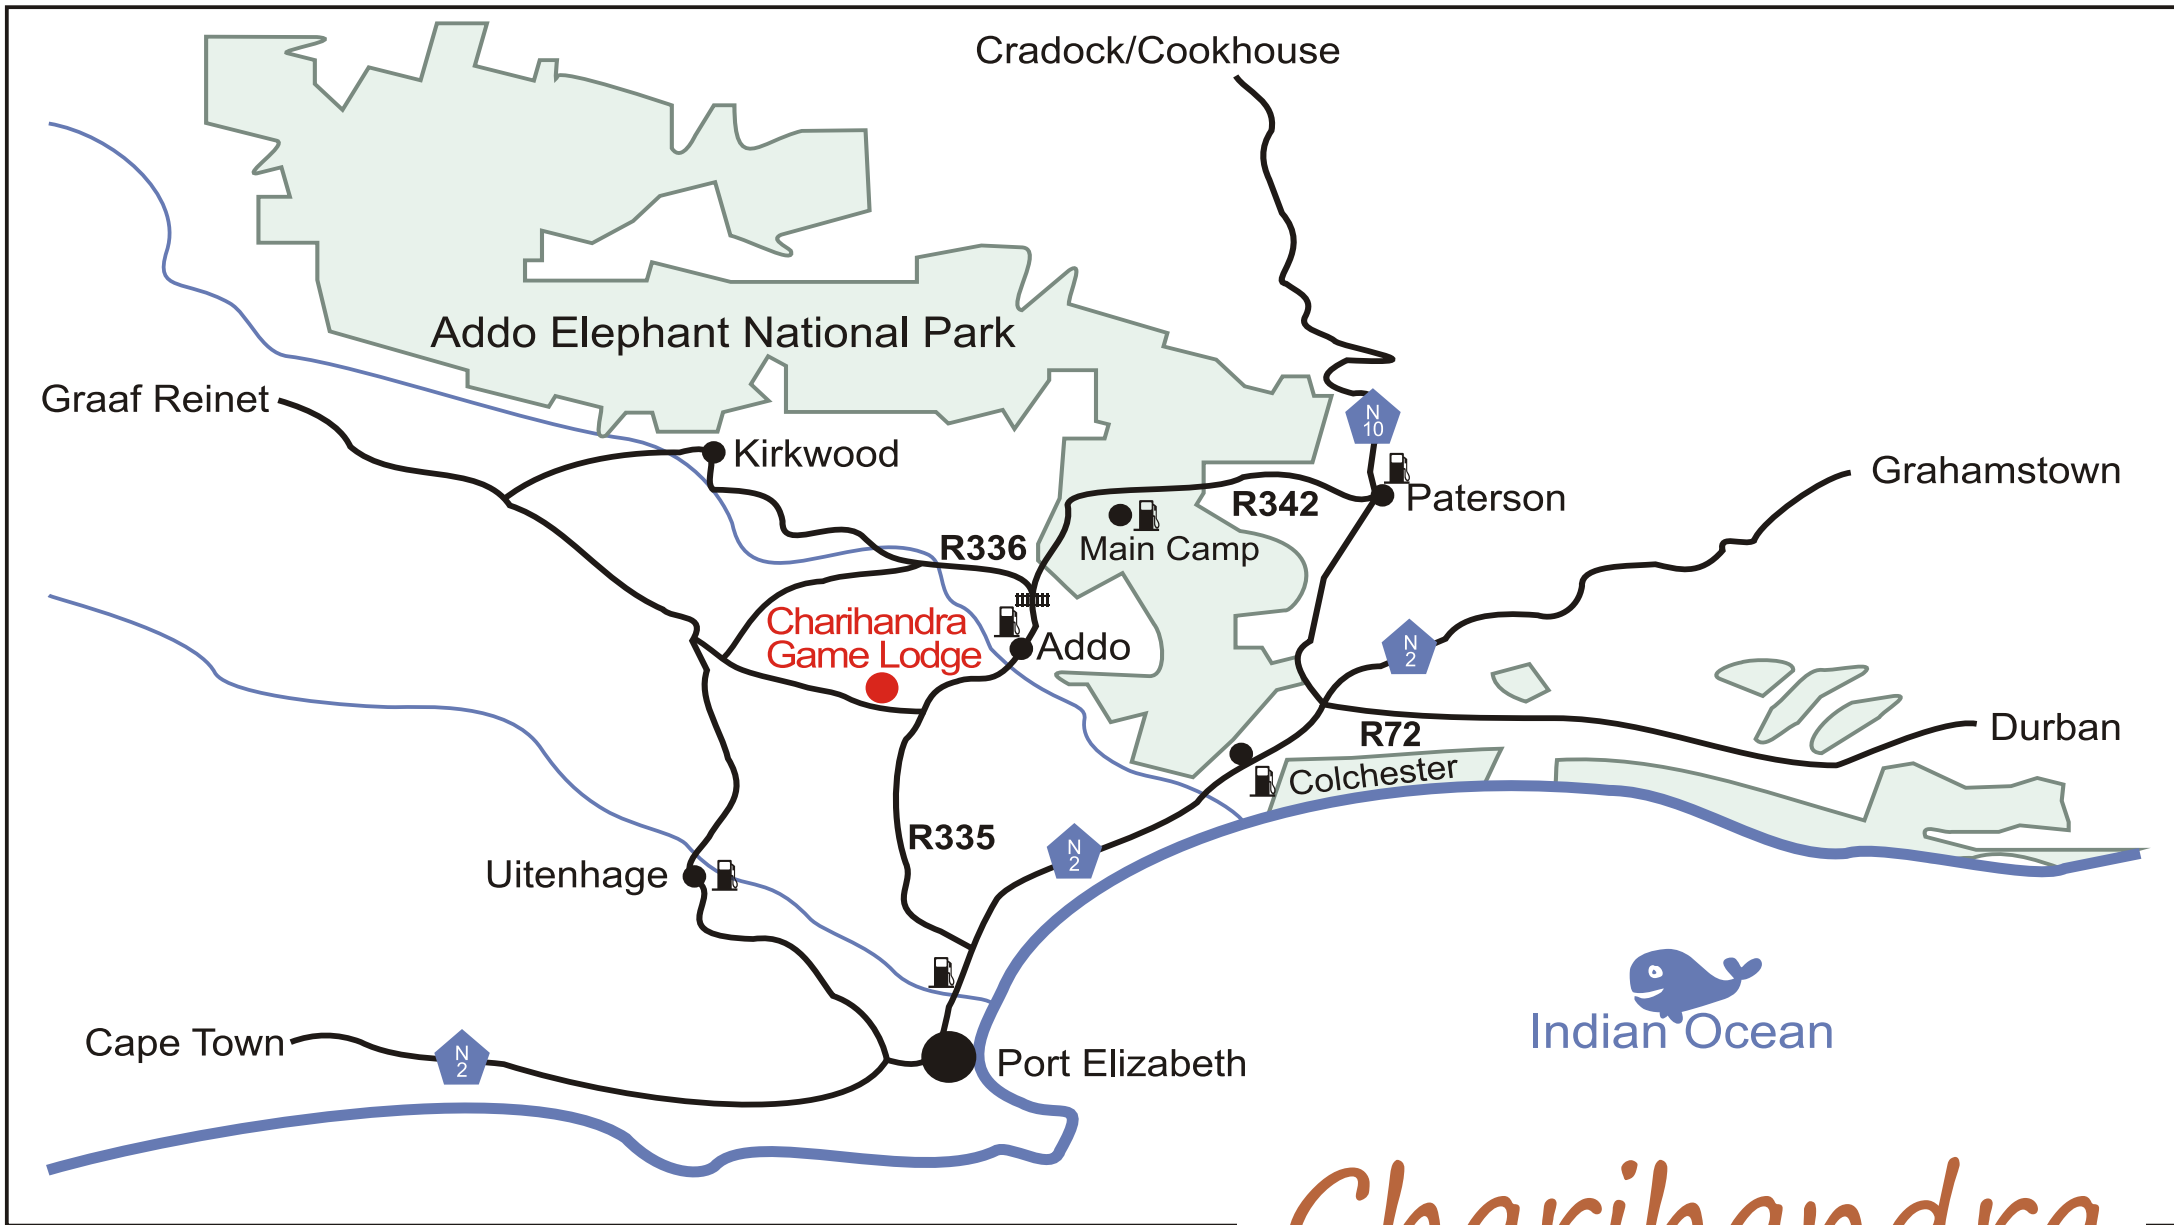 Cradock/Cookhouse
Addo Elephant National Park
Graaf Reinet
N
10
Kirkwood
Grahamstown
Paterson
R342
Main Camp
R336
Charihandra
Game Lodge
Addo
N
2
Durban
R72
Colchester
R335
N
2
Uitenhage
Indian Ocean
Cape Town
N
2
Port Elizabeth
Charihandra